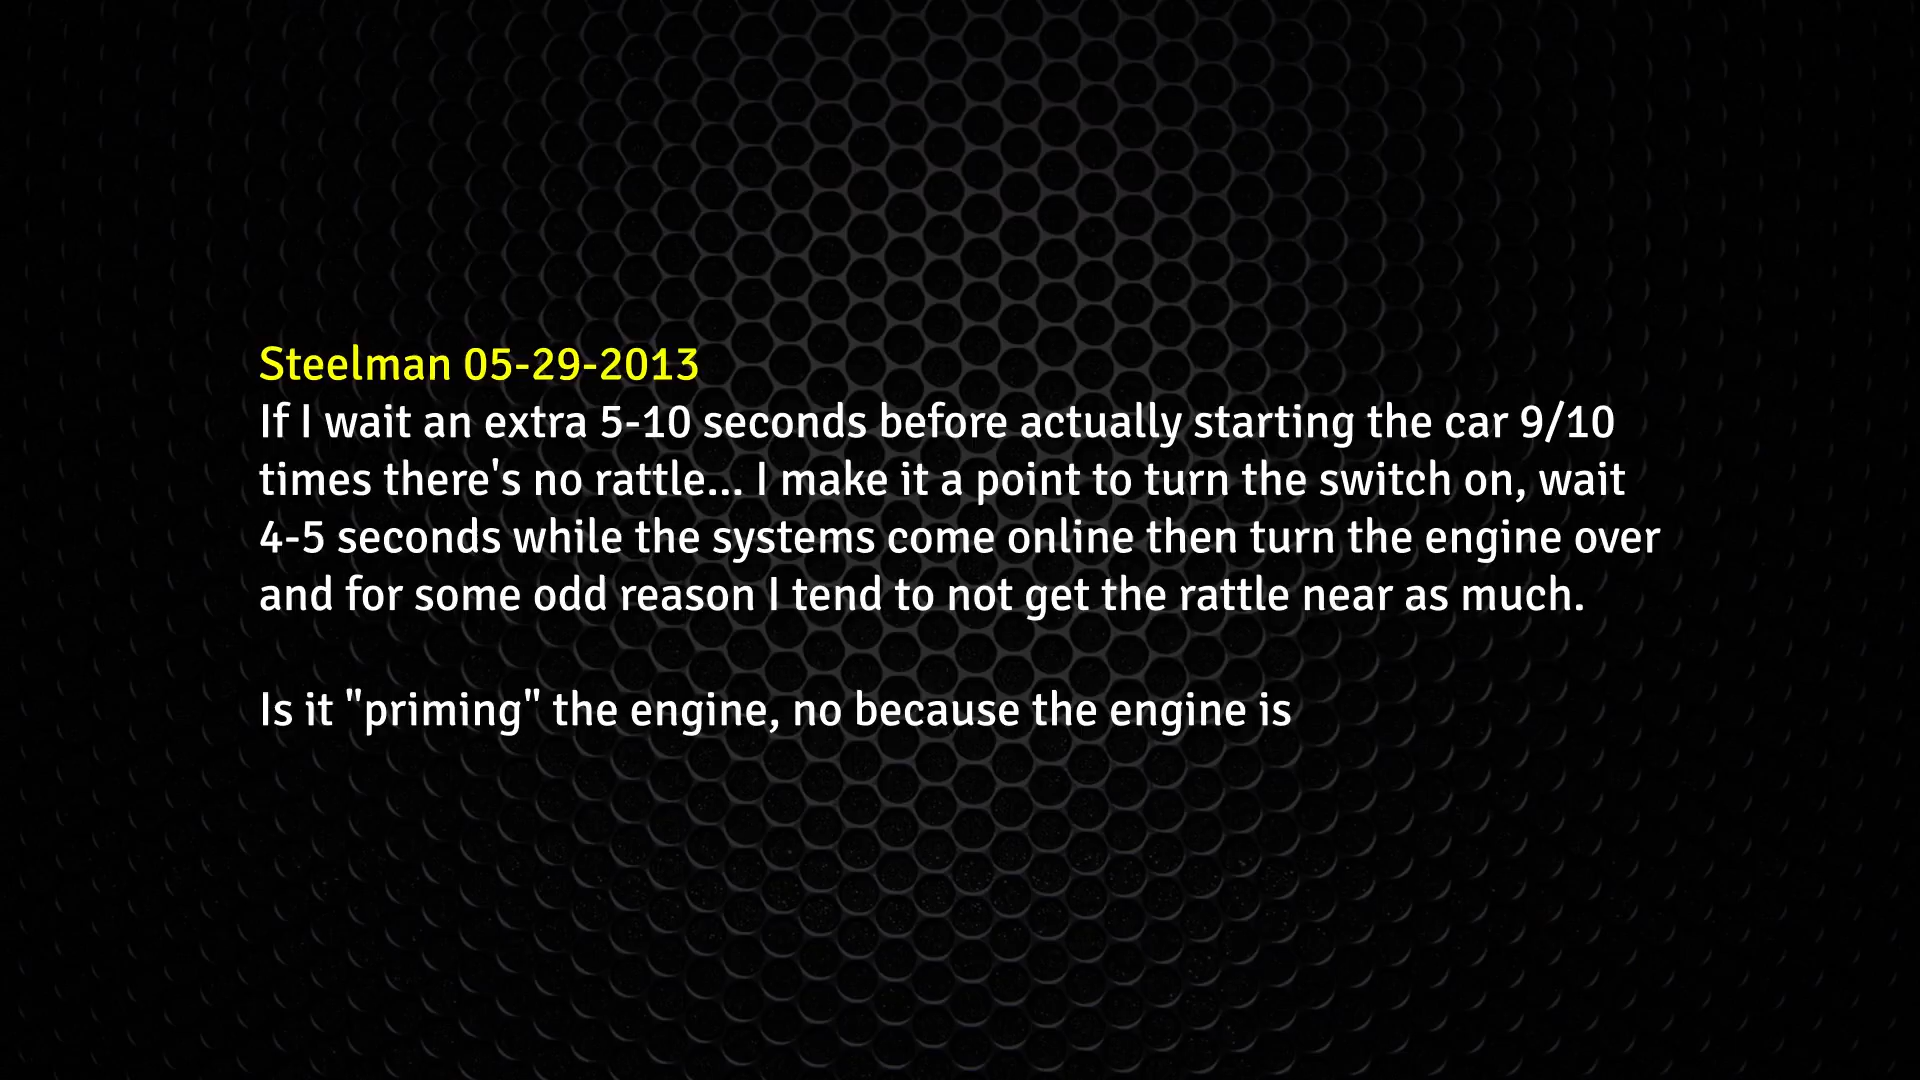 Steelman 05-29-2013
If I wait an extra 5-10 seconds before actually starting the car 9/10
times there's no rattle... I make it a point to turn the switch on, wait
4-5 seconds while the systems come online then turn the engine over
and for some odd reason I tend to not get the rattle near as much.
Is it "priming" the engine, no because the engine is